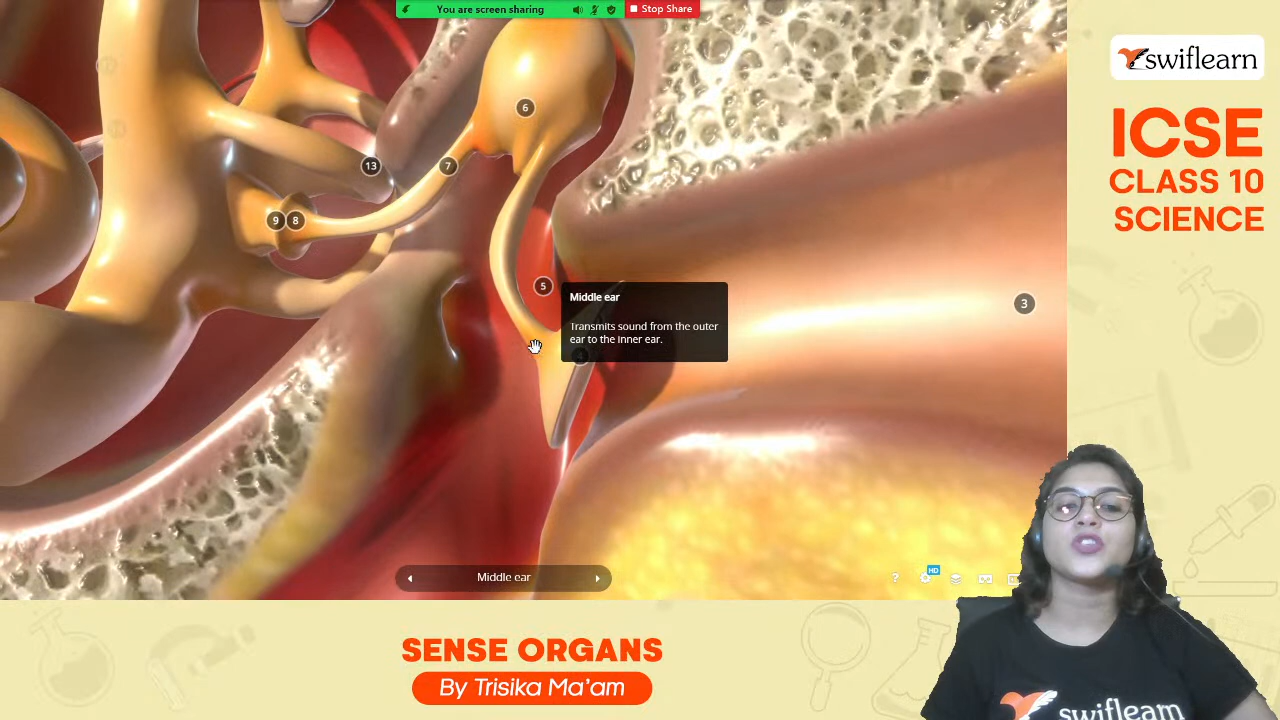 You are screen sharing
Stop Share
swiflearn
ICSE
CLASS 10
SCIENCE
6
13
7
9
8
5
3
Middle ear
Transmits sound from the outer
ear to the inner ear.
4
Middle ear
?
HD
SENSE ORGANS
By Trisika Ma'am
swiflearn